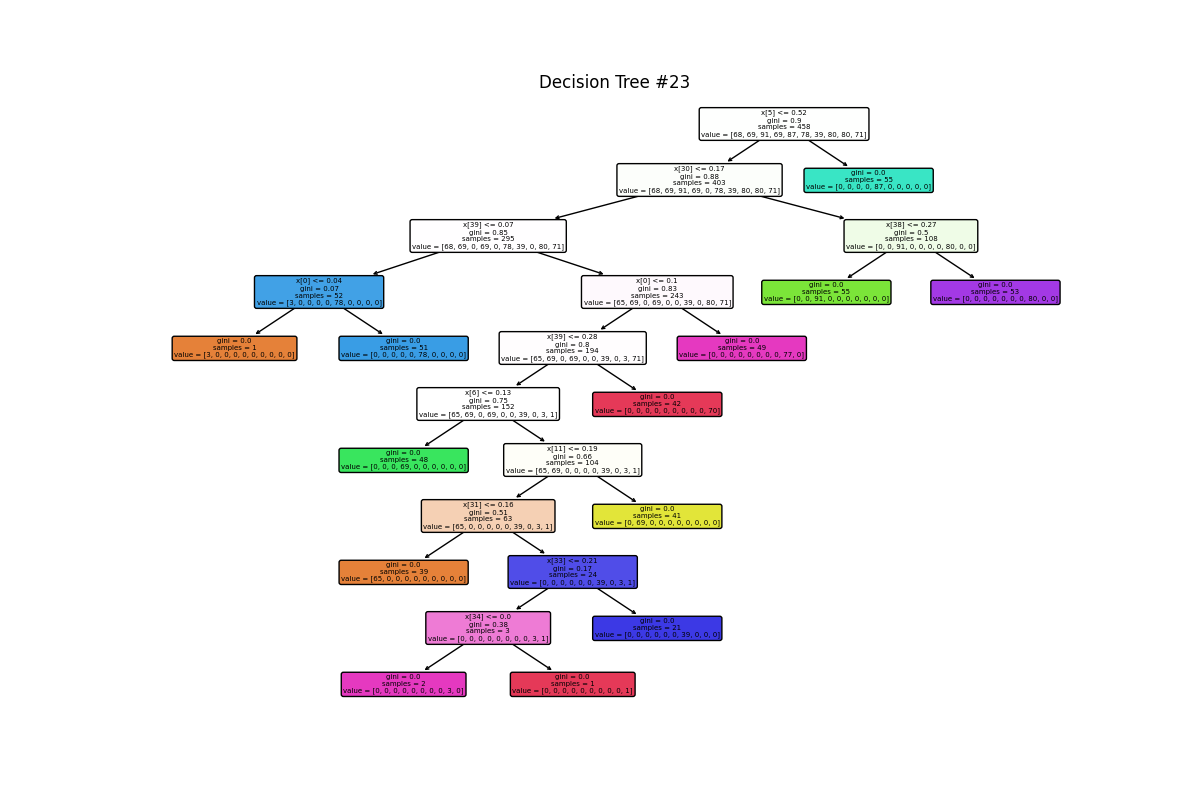 Decision Tree #23
x[5] <= 0.52
gini = 0.9
samples = 458
value = [68, 69, 91, 69, 87, 78, 39, 80, 80, 71]
x[30] <= 0.17
gini = 0.88
samples = 403
value = [68, 69, 91, 69, 0, 78, 39, 80, 80, 71]
gini = 0.0
samples = 55
value = [0, 0, 0, 0, 87, 0, 0, 0, 0, 0]
x[39] <= 0.07
gini = 0.85
samples = 295
value = [68, 69, 0, 69, 0, 78, 39, 0, 80, 71]
x[38] <= 0.27
gini = 0.5
samples = 108
value = [0, 0, 91, 0, 0, 0, 0, 80, 0, 0]
x[0] <= 0.04
gini = 0.07
samples = 52
value = [3, 0, 0, 0, 0, 78, 0, 0, 0, 0]
x[0] <= 0.1
gini = 0.83
samples = 243
value = [65, 69, 0, 69, 0, 0, 39, 0, 80, 71]
gini = 0.0
samples = 55
value = [0, 0, 91, 0, 0, 0, 0, 0, 0, 0]
gini = 0.0
samples = 53
value = [0, 0, 0, 0, 0, 0, 0, 80, 0, 0]
gini = 0.0
samples = 1
value = [3, 0, 0, 0, 0, 0, 0, 0, 0, 0]
gini = 0.0
samples = 51
value = [0, 0, 0, 0, 0, 78, 0, 0, 0, 0]
x[39] <= 0.28
gini = 0.8
samples = 194
value = [65, 69, 0, 69, 0, 0, 39, 0, 3, 71]
gini = 0.0
samples = 49
value = [0, 0, 0, 0, 0, 0, 0, 0, 77, 0]
x[6] <= 0.13
gini = 0.75
samples = 152
value = [65, 69, 0, 69, 0, 0, 39, 0, 3, 1]
gini = 0.0
samples = 42
value = [0, 0, 0, 0, 0, 0, 0, 0, 0, 70]
gini = 0.0
samples = 48
value = [0, 0, 0, 69, 0, 0, 0, 0, 0, 0]
x[11] <= 0.19
gini = 0.66
samples = 104
value = [65, 69, 0, 0, 0, 0, 39, 0, 3, 1]
x[31] <= 0.16
gini = 0.51
samples = 63
value = [65, 0, 0, 0, 0, 0, 39, 0, 3, 1]
gini = 0.0
samples = 41
value = [0, 69, 0, 0, 0, 0, 0, 0, 0, 0]
gini = 0.0
samples = 39
value = [65, 0, 0, 0, 0, 0, 0, 0, 0, 0]
x[33] <= 0.21
gini = 0.17
samples = 24
value = [0, 0, 0, 0, 0, 0, 39, 0, 3, 1]
x[34] <= 0.0
gini = 0.38
samples = 3
value = [0, 0, 0, 0, 0, 0, 0, 0, 3, 1]
gini = 0.0
samples = 21
value = [0, 0, 0, 0, 0, 0, 39, 0, 0, 0]
gini = 0.0
samples = 2
value = [0, 0, 0, 0, 0, 0, 0, 0, 3, 0]
gini = 0.0
samples = 1
value = [0, 0, 0, 0, 0, 0, 0, 0, 0, 1]